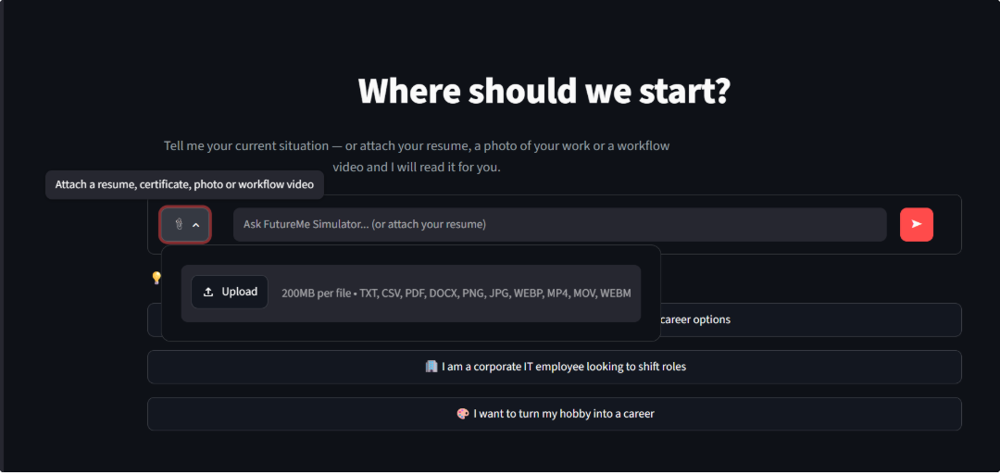 Where should we start?
Tell me your current situation — or attach your resume, a photo of your work or a workflow
video and I will read it for you.
Attach a resume, certificate, photo or workflow video
Ask FutureMe Simulator... (or attach your resume)
Upload
200MB per file • TXT, CSV, PDF, DOCX, PNG, JPG, WEBP, MP4, MOV, WEBM
career options
🏢 I am a corporate IT employee looking to shift roles
🎨 I want to turn my hobby into a career